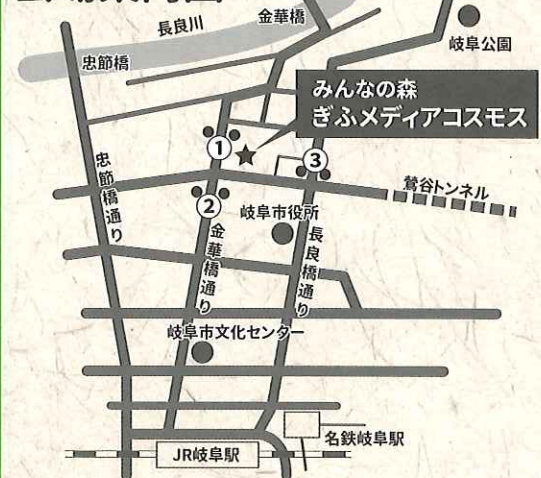 長良川
金華橋
岐阜公園
忠節橋
みんなの森
ぎふメディアコスモス
①
③
忠節橋通り
鶯谷トンネル
②
岐阜市役所
金華橋通り
長良橋通り
岐阜市文化センター
名鉄岐阜駅
JR岐阜駅